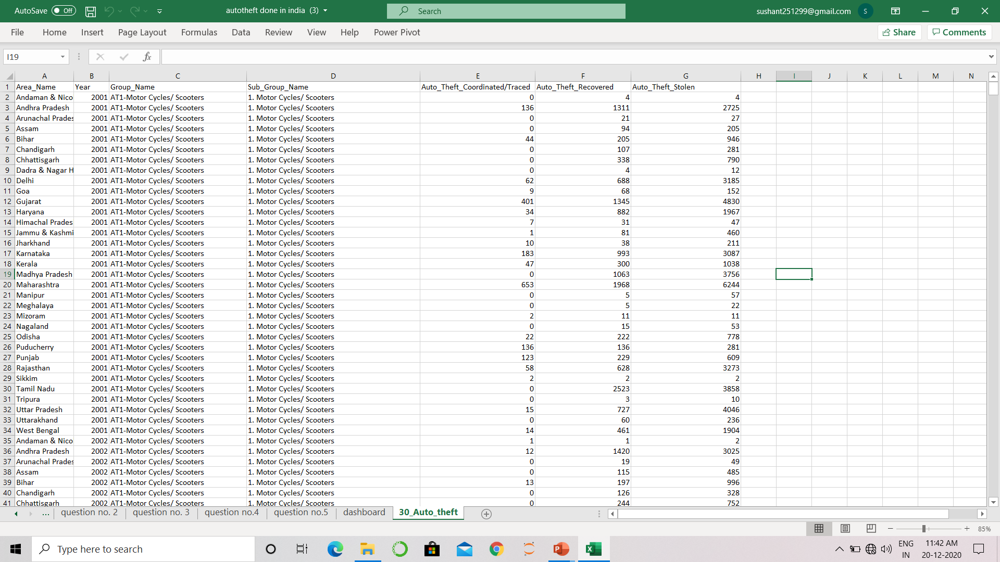 AutoSave Off autotheft done in india (3) Search sushant251299@gmail.com S
File Home Insert Page Layout Formulas Data Review View Help Power Pivot Share Comments
I19 fx
A B C D E F G H I J K L M N
1 Area_Name Year Group_Name Sub_Group_Name Auto_Theft_Coordinated/Traced Auto_Theft_Recovered Auto_Theft_Stolen
2 Andaman & Nico 2001 AT1-Motor Cycles/ Scooters 1. Motor Cycles/ Scooters 0 4 4
3 Andhra Pradesh 2001 AT1-Motor Cycles/ Scooters 1. Motor Cycles/ Scooters 136 1311 2725
4 Arunachal Prades 2001 AT1-Motor Cycles/ Scooters 1. Motor Cycles/ Scooters 0 21 27
5 Assam 2001 AT1-Motor Cycles/ Scooters 1. Motor Cycles/ Scooters 0 94 205
6 Bihar 2001 AT1-Motor Cycles/ Scooters 1. Motor Cycles/ Scooters 44 205 946
7 Chandigarh 2001 AT1-Motor Cycles/ Scooters 1. Motor Cycles/ Scooters 0 107 281
8 Chhattisgarh 2001 AT1-Motor Cycles/ Scooters 1. Motor Cycles/ Scooters 0 338 790
9 Dadra & Nagar H 2001 AT1-Motor Cycles/ Scooters 1. Motor Cycles/ Scooters 0 4 12
10 Delhi 2001 AT1-Motor Cycles/ Scooters 1. Motor Cycles/ Scooters 62 688 3185
11 Goa 2001 AT1-Motor Cycles/ Scooters 1. Motor Cycles/ Scooters 9 68 152
12 Gujarat 2001 AT1-Motor Cycles/ Scooters 1. Motor Cycles/ Scooters 401 1345 4830
13 Haryana 2001 AT1-Motor Cycles/ Scooters 1. Motor Cycles/ Scooters 34 882 1967
14 Himachal Prades 2001 AT1-Motor Cycles/ Scooters 1. Motor Cycles/ Scooters 7 31 47
15 Jammu & Kashmi 2001 AT1-Motor Cycles/ Scooters 1. Motor Cycles/ Scooters 1 81 460
16 Jharkhand 2001 AT1-Motor Cycles/ Scooters 1. Motor Cycles/ Scooters 10 38 211
17 Karnataka 2001 AT1-Motor Cycles/ Scooters 1. Motor Cycles/ Scooters 183 993 3087
18 Kerala 2001 AT1-Motor Cycles/ Scooters 1. Motor Cycles/ Scooters 47 300 1038
19 Madhya Pradesh 2001 AT1-Motor Cycles/ Scooters 1. Motor Cycles/ Scooters 0 1063 3756
20 Maharashtra 2001 AT1-Motor Cycles/ Scooters 1. Motor Cycles/ Scooters 653 1968 6244
21 Manipur 2001 AT1-Motor Cycles/ Scooters 1. Motor Cycles/ Scooters 0 5 57
22 Meghalaya 2001 AT1-Motor Cycles/ Scooters 1. Motor Cycles/ Scooters 0 5 22
23 Mizoram 2001 AT1-Motor Cycles/ Scooters 1. Motor Cycles/ Scooters 2 11 11
24 Nagaland 2001 AT1-Motor Cycles/ Scooters 1. Motor Cycles/ Scooters 0 15 53
25 Odisha 2001 AT1-Motor Cycles/ Scooters 1. Motor Cycles/ Scooters 22 222 778
26 Puducherry 2001 AT1-Motor Cycles/ Scooters 1. Motor Cycles/ Scooters 136 136 281
27 Punjab 2001 AT1-Motor Cycles/ Scooters 1. Motor Cycles/ Scooters 123 229 609
28 Rajasthan 2001 AT1-Motor Cycles/ Scooters 1. Motor Cycles/ Scooters 58 628 3273
29 Sikkim 2001 AT1-Motor Cycles/ Scooters 1. Motor Cycles/ Scooters 2 2 2
30 Tamil Nadu 2001 AT1-Motor Cycles/ Scooters 1. Motor Cycles/ Scooters 0 2523 3858
31 Tripura 2001 AT1-Motor Cycles/ Scooters 1. Motor Cycles/ Scooters 0 3 10
32 Uttar Pradesh 2001 AT1-Motor Cycles/ Scooters 1. Motor Cycles/ Scooters 15 727 4046
33 Uttarakhand 2001 AT1-Motor Cycles/ Scooters 1. Motor Cycles/ Scooters 0 60 236
34 West Bengal 2001 AT1-Motor Cycles/ Scooters 1. Motor Cycles/ Scooters 14 461 1904
35 Andaman & Nico 2002 AT1-Motor Cycles/ Scooters 1. Motor Cycles/ Scooters 1 1 2
36 Andhra Pradesh 2002 AT1-Motor Cycles/ Scooters 1. Motor Cycles/ Scooters 12 1420 3025
37 Arunachal Prades 2002 AT1-Motor Cycles/ Scooters 1. Motor Cycles/ Scooters 0 19 49
38 Assam 2002 AT1-Motor Cycles/ Scooters 1. Motor Cycles/ Scooters 0 115 485
39 Bihar 2002 AT1-Motor Cycles/ Scooters 1. Motor Cycles/ Scooters 13 197 996
40 Chandigarh 2002 AT1-Motor Cycles/ Scooters 1. Motor Cycles/ Scooters 0 126 328
41 Chhattisgarh 2002 AT1-Motor Cycles/ Scooters 1. Motor Cycles/ Scooters 0 244 752
... question no. 2 question no. 3 question no.4 question no.5 dashboard 30_Auto_theft
85%
Type here to search ENG 11:42 AM
IN 20-12-2020